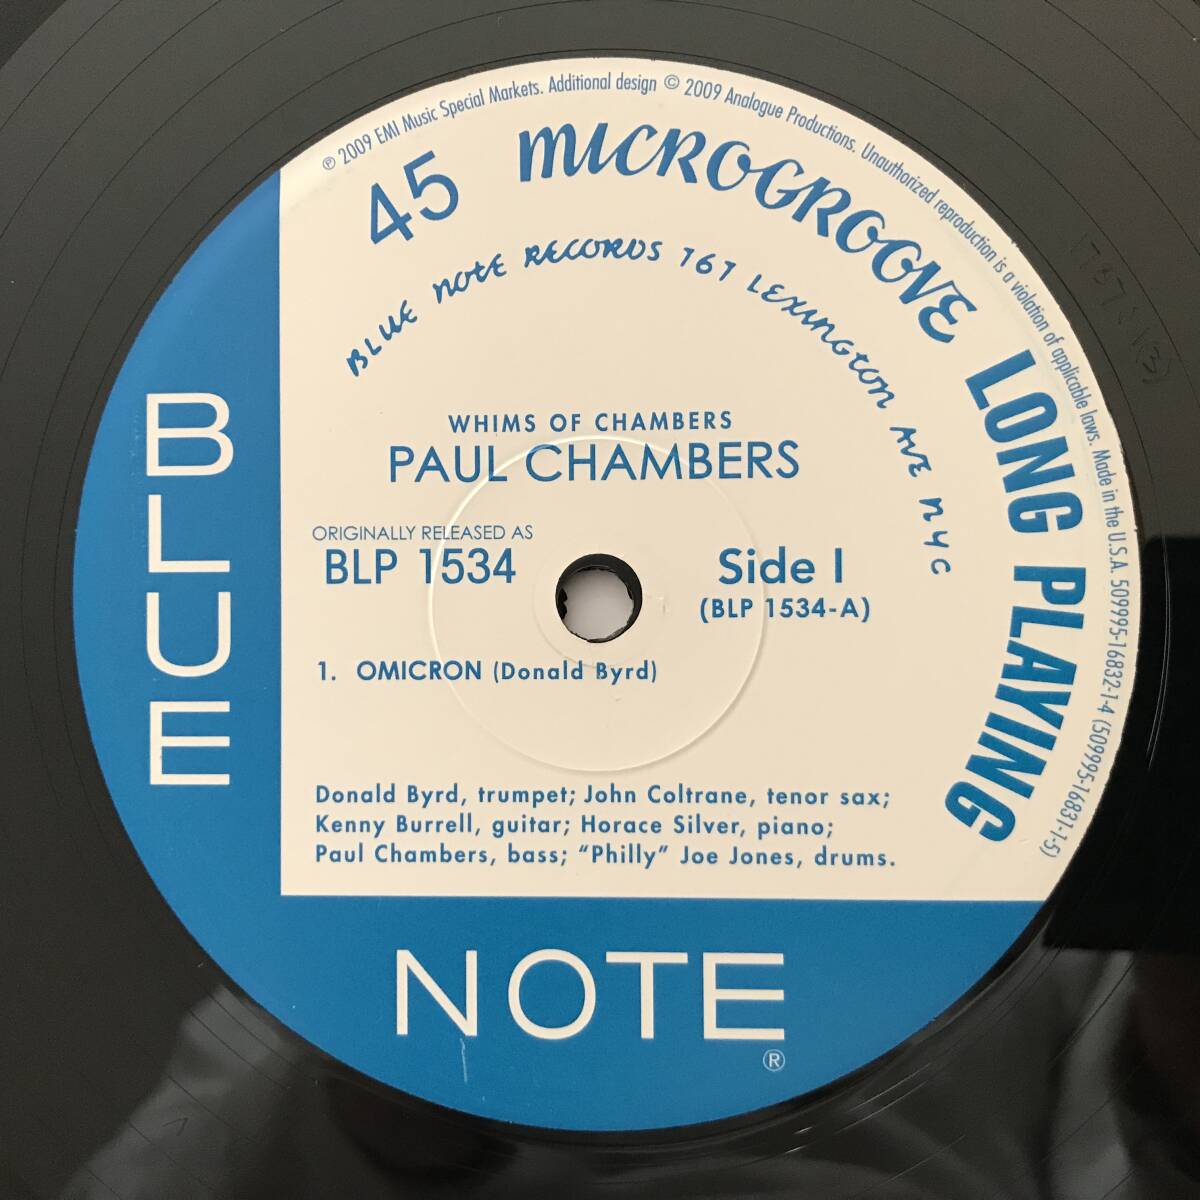 ℗ 2009 EMI Music Special Markets. Additional design © 2009 Analogue Productions. Unauthorized reproduction is a violation of applicable laws. Made in the U.S.A. 509995-16832-1-4 (509995-16831-1-5)
45 MICROGROOVE LONG PLAYING
BLUE NOTE RECORDS 767 LEXINGTON AVE NYC
WHIMS OF CHAMBERS
PAUL CHAMBERS
ORIGINALLY RELEASED AS
BLP 1534
Side I
(BLP 1534-A)
1. OMICRON (Donald Byrd)
Donald Byrd, trumpet; John Coltrane, tenor sax;
Kenny Burrell, guitar; Horace Silver, piano;
Paul Chambers, bass; “Philly” Joe Jones, drums.
BLUE
NOTE®